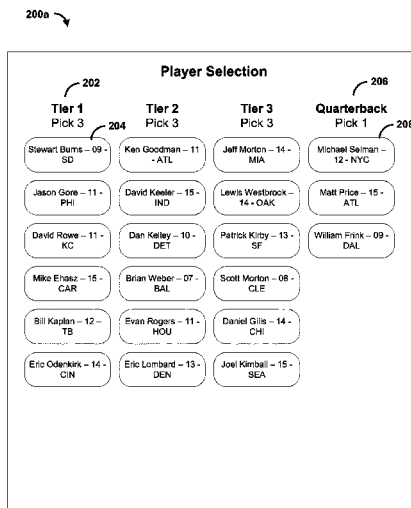 200a
Player Selection
202
206
Tier 1
Tier 2
Tier 3
Quarterback
Pick 3
Pick 3
Pick 3
Pick 1
204
208
Stewart Burns – 09 -
SD
Ken Goodman – 11
- ATL
Jeff Morton – 14 -
MIA
Michael Selman –
12 - NYC
Jason Gore – 11 -
PHI
David Keeler – 15 -
IND
Lewis Westbrook –
14 - OAK
Matt Price – 15 -
ATL
David Rowe – 11 -
KC
Dan Kelley – 10 -
DET
Patrick Kirby – 13 -
SF
William Frink – 09 -
DAL
Mike Ehasz – 15 -
CAR
Brian Weber – 07 -
BAL
Scott Morton – 08 -
CLE
Bill Kaplan – 12 –
TB
Evan Rogers – 11 -
HOU
Daniel Gilis – 14 -
CHI
Eric Odenkirk – 14 -
CIN
Eric Lombard – 13 -
DEN
Joel Kimball – 15 -
SEA